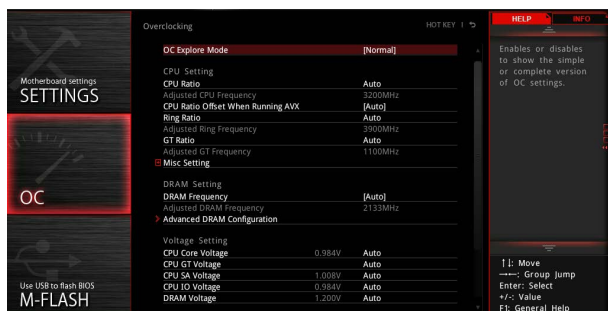 Overclocking
HOT KEY
HELP
INFO
Motherboard settings
SETTINGS
OC
Use USB to flash BIOS
M-FLASH
OC Explore Mode [Normal]
CPU Setting
CPU Ratio Auto
Adjusted CPU Frequency 3200MHz
CPU Ratio Offset When Running AVX [Auto]
Ring Ratio Auto
Adjusted Ring Frequency 3900MHz
GT Ratio Auto
Adjusted GT Frequency 1100MHz
Misc Setting
DRAM Setting
DRAM Frequency [Auto]
Adjusted DRAM Frequency 2133MHz
Advanced DRAM Configuration
Voltage Setting
CPU Core Voltage 0.984V Auto
CPU GT Voltage Auto
CPU SA Voltage 1.008V Auto
CPU IO Voltage 0.984V Auto
DRAM Voltage 1.200V Auto
Enables or disables
to show the simple
or complete version
of OC settings.
↑↓: Move
→←: Group Jump
Enter: Select
+/-: Value
F1: General Help